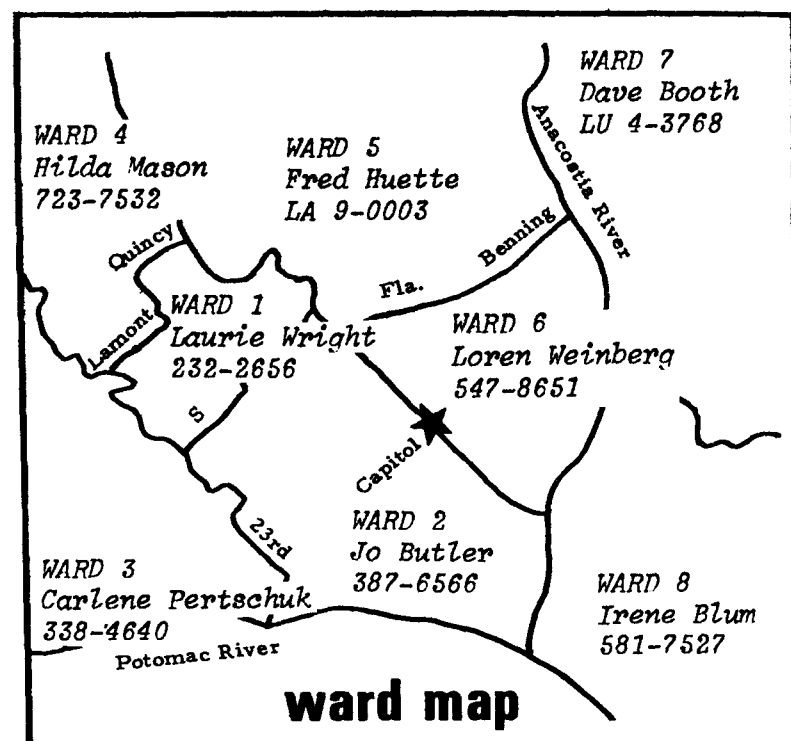 WARD 7
Dave Booth
LU 4-3768
Anacostia River
WARD 4
Hilda Mason
723-7532
WARD 5
Fred Huette
LA 9-0003
Quincy
Benning
Fla.
WARD 1
Laurie Wright
232-2656
Lamont
WARD 6
Loren Weinberg
547-8651
S
Capitol
23rd
WARD 2
Jo Butler
387-6566
WARD 3
Carlene Pertschuk
338-4640
Potomac River
WARD 8
Irene Blum
581-7527
ward map